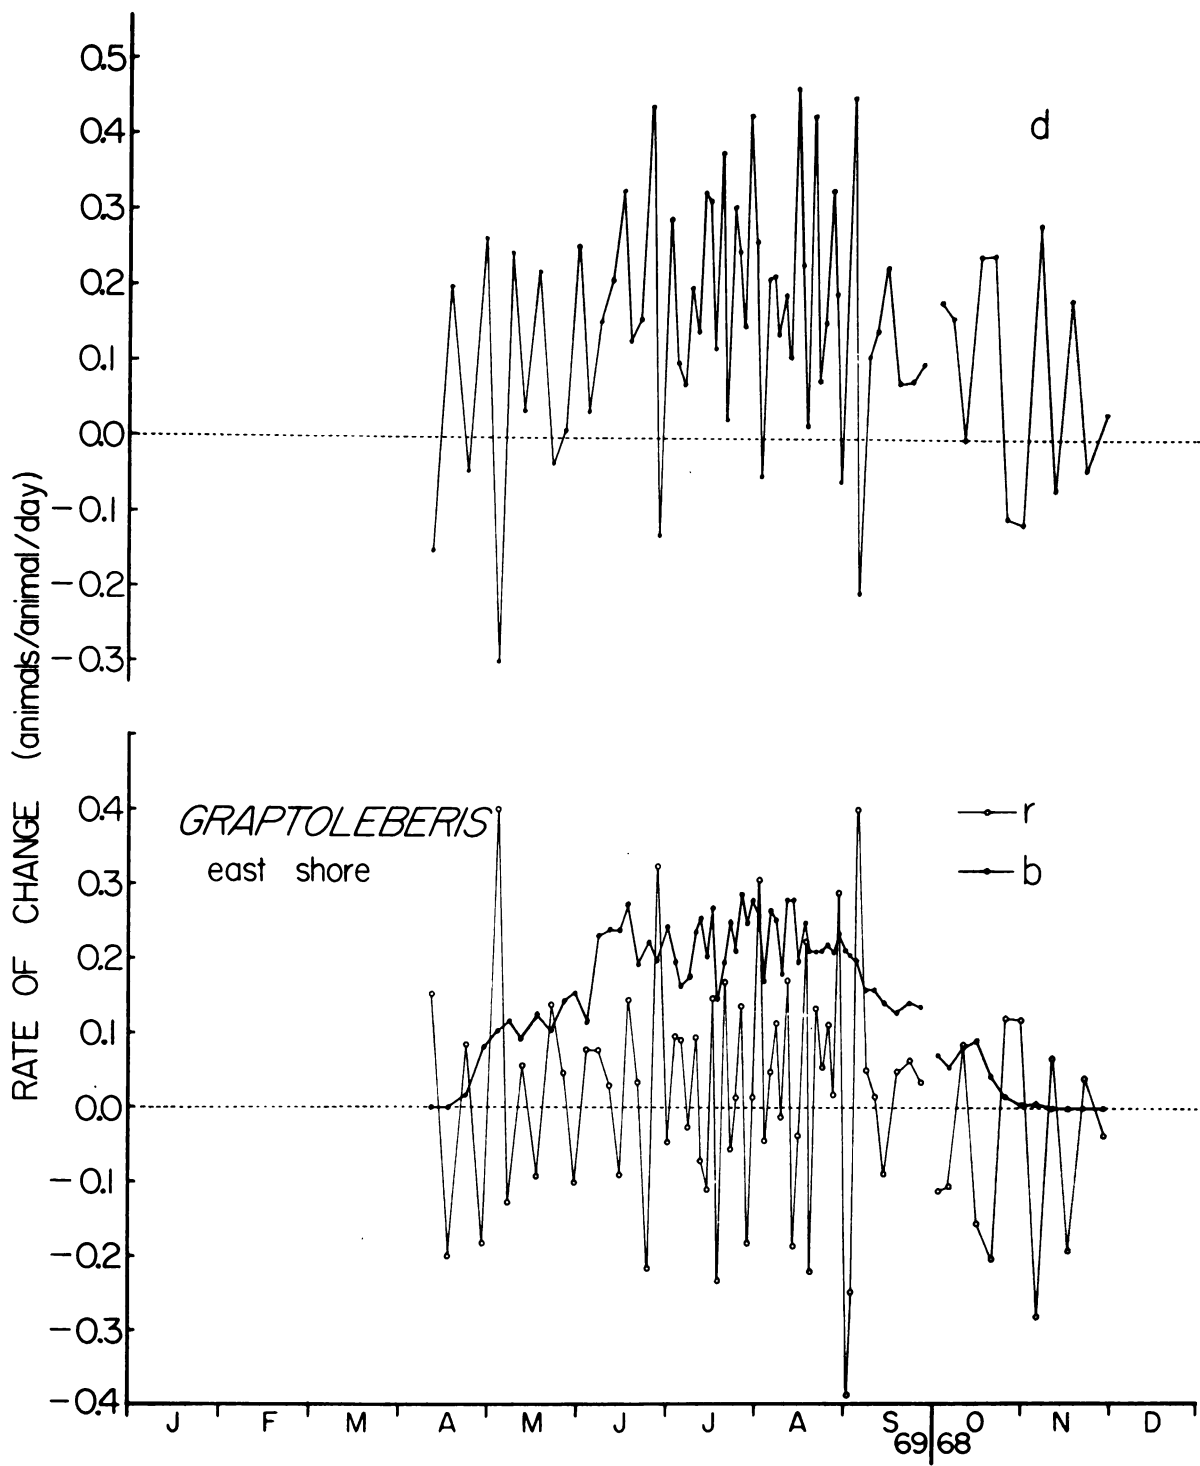 RATE OF CHANGE (animals/animal/day)
0.5
0.4
0.3
0.2
0.1
0.0
−0.1
−0.2
−0.3
d
GRAPTOLEBERIS
east shore
r
b
0.4
0.3
0.2
0.1
0.0
−0.1
−0.2
−0.3
−0.4
J F M A M J J A S O N D
69|68